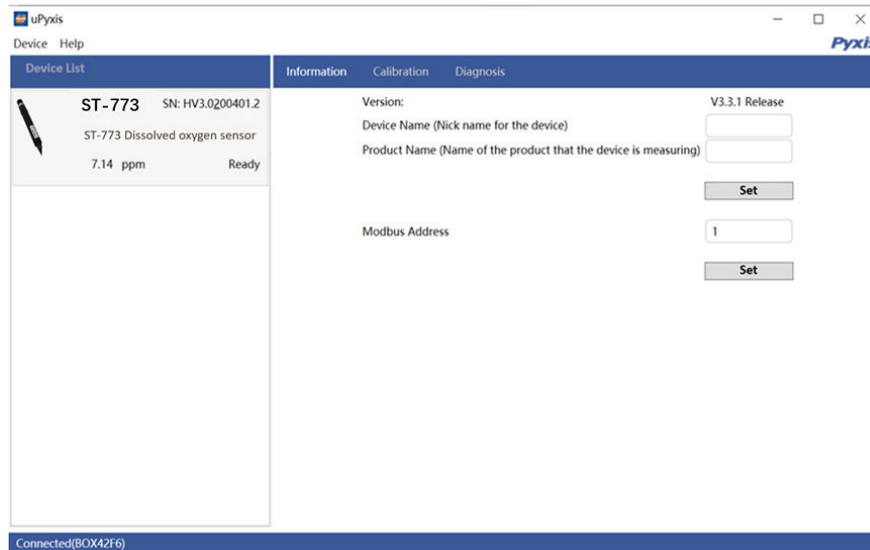 uPyxis
Device Help
Device List
ST-773 SN: HV3.0200401.2
ST-773 Dissolved oxygen sensor
7.14 ppm Ready
Information Calibration Diagnosis
Version: V3.3.1 Release
Device Name (Nick name for the device)
Product Name (Name of the product that the device is measuring)
Set
Modbus Address 1
Set
Connected(BOX42F6)